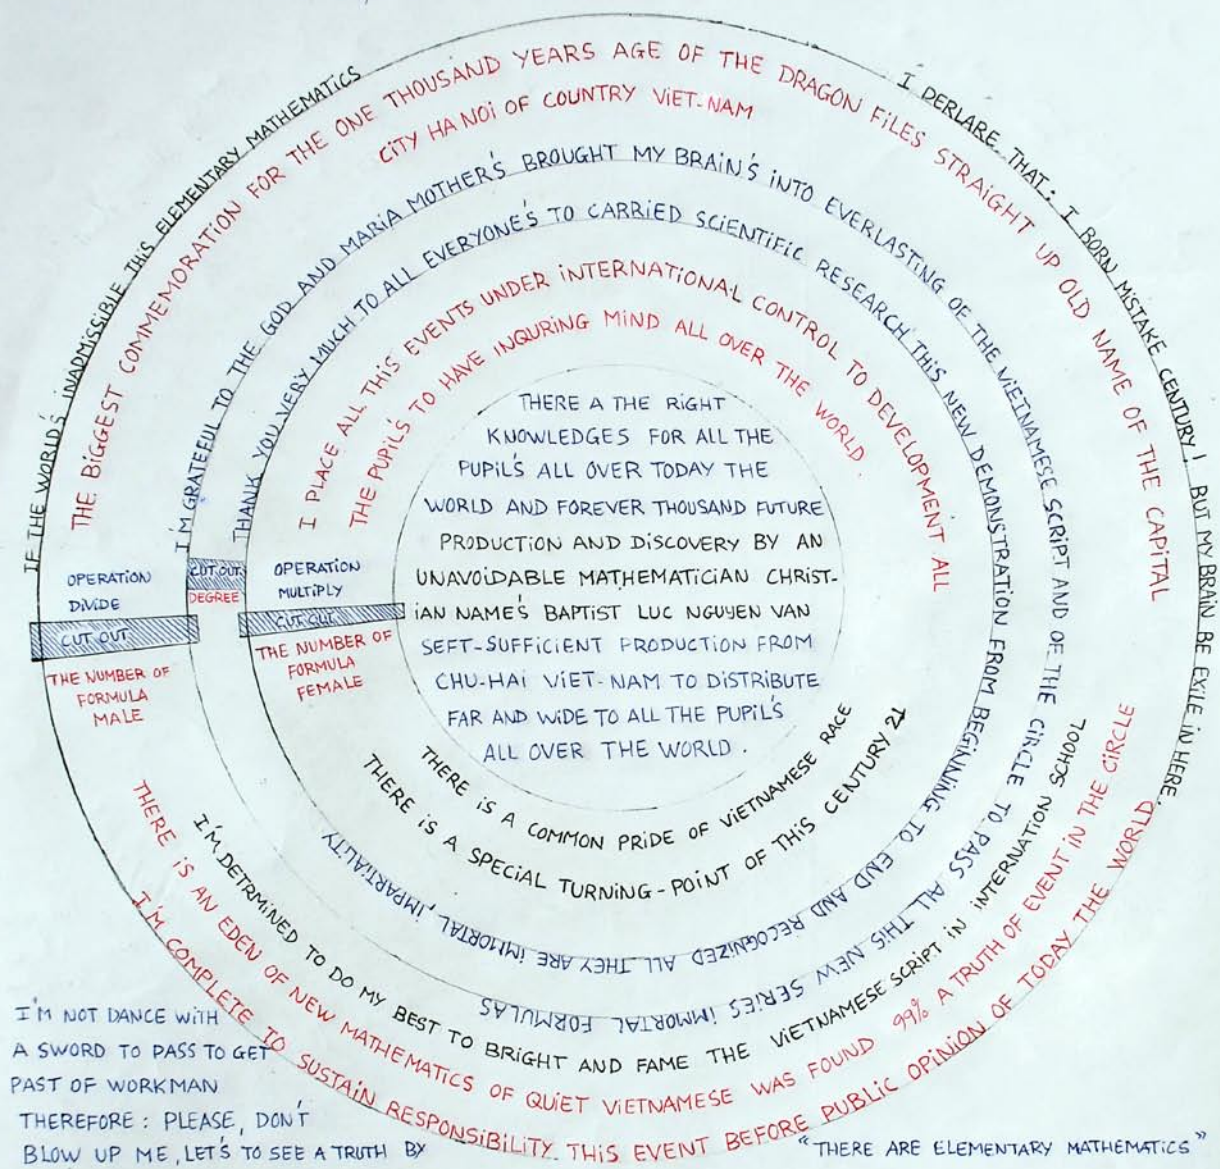 IF THE WORLD'S INADMISSIBLE THIS ELEMENTARY MATHEMATICS
I DERLARE THAT: I BORN MISTAKE CENTURY! BUT MY BRAIN BE EXILE IN HERE.
THE BIGGEST COMMEMORATION FOR THE ONE THOUSAND YEARS AGE OF THE DRAGON FILES STRAIGHT UP OLD NAME OF THE CAPITAL
CITY HA NOI OF COUNTRY VIET-NAM
I'M GRATEFUL TO THE GOD AND MARIA MOTHER'S BROUGHT MY BRAIN'S INTO EVERLASTING OF THE VIETNAMESE SCRIPT AND OF THE CIRCLE TO PASS ALL THIS NEW SERIES IMMORTAL FORMULAS
THANK YOU VERY MUCH TO ALL EVERYONE'S TO CARRIED SCIENTIFIC RESEARCH THIS NEW DEMONSTRATION FROM BEGINNING TO END AND RECOGNIZED ALL THEY ARE IMMORTAL, IMPARTIALITY
I PLACE ALL THIS EVENTS UNDER INTERNATIONAL CONTROL TO DEVELOPMENT ALL
THE PUPIL'S TO HAVE INQURING MIND ALL OVER THE WORLD
THERE A THE RIGHT
KNOWLEDGES FOR ALL THE
PUPIL'S ALL OVER TODAY THE
WORLD AND FOREVER THOUSAND FUTURE
PRODUCTION AND DISCOVERY BY AN
UNAVOIDABLE MATHEMATICIAN CHRIST-
IAN NAME'S BAPTIST LUC NGUYEN VAN
SEFT-SUFFICIENT PRODUCTION FROM
CHU-HAI VIET-NAM TO DISTRIBUTE
FAR AND WIDE TO ALL THE PUPIL'S
ALL OVER THE WORLD.
OPERATION
DIVIDE
CUT OUT
THE NUMBER OF
FORMULA
MALE
CUT OUT
DEGREE
OPERATION
MULTIPLY
CUT OUT
THE NUMBER OF
FORMULA
FEMALE
THERE IS A COMMON PRIDE OF VIETNAMESE RACE
THERE IS A SPECIAL TURNING-POINT OF THIS CENTURY 21
I'M DETRMINED TO DO MY BEST TO BRIGHT AND FAME THE VIETNAMESE SCRIPT IN INTERNATION SCHOOL
THERE IS AN EDEN OF NEW MATHEMATICS OF QUIET VIETNAMESE WAS FOUND 99% A TRUTH OF EVENT IN THE CIRCLE
I'M COMPLETE TO SUSTAIN RESPONSIBILITY THIS EVENT BEFORE PUBLIC OPINION OF TODAY THE WORLD
I'M NOT DANCE WITH
A SWORD TO PASS TO GET
PAST OF WORKMAN
THEREFORE: PLEASE, DON'T
BLOW UP ME, LET'S TO SEE A TRUTH BY
"THERE ARE ELEMENTARY MATHEMATICS"